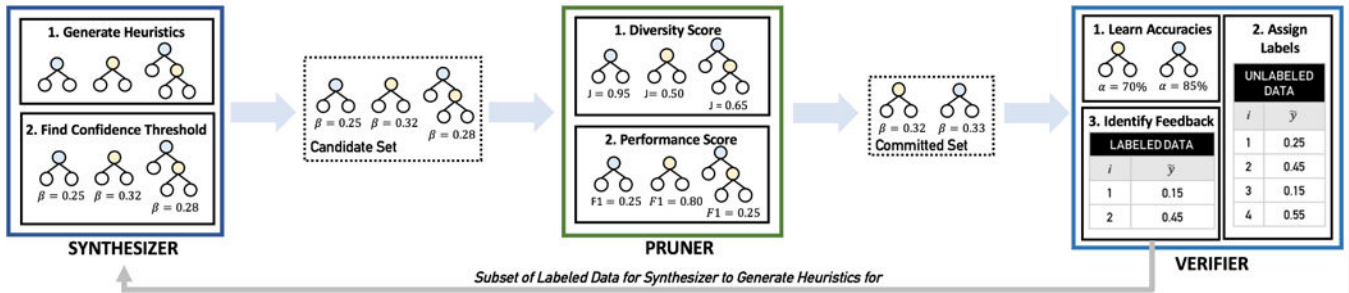 1. Generate Heuristics
2. Find Confidence Threshold
β = 0.25
β = 0.32
β = 0.28
SYNTHESIZER
β = 0.25
β = 0.32
β = 0.28
Candidate Set
1. Diversity Score
J = 0.95
J= 0.50
J = 0.65
2. Performance Score
F1 = 0.25
F1 = 0.80
F1 = 0.25
PRUNER
β = 0.32
β = 0.33
Committed Set
1. Learn Accuracies
α = 70%
α = 85%
3. Identify Feedback
LABELED DATA
i ỹ
1 0.15
2 0.45
2. Assign
Labels
UNLABELED
DATA
i ỹ
1 0.25
2 0.45
3 0.15
4 0.55
VERIFIER
Subset of Labeled Data for Synthesizer to Generate Heuristics for